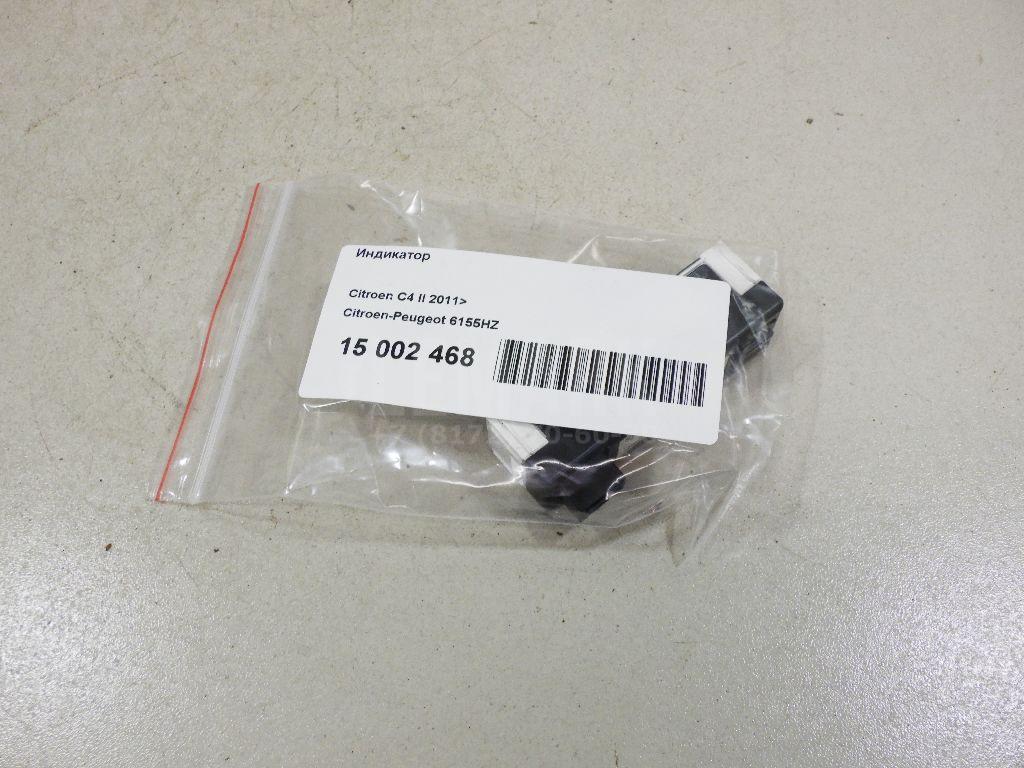 Индикатор
Citroen C4 II 2011>
Citroen-Peugeot 6155HZ
15 002 468